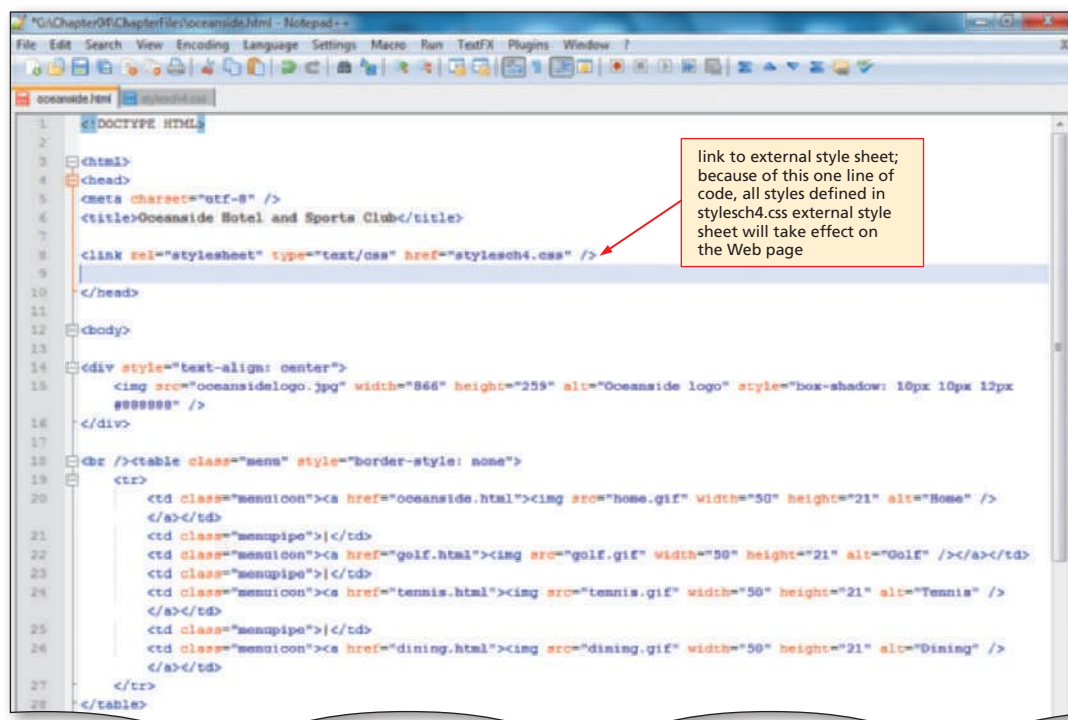 *G:\Chapter04\ChapterFiles\oceanside.html - Notepad++
File Edit Search View Encoding Language Settings Macro Run TextFX Plugins Window ?
X
oceanside.html stylesch4.css
1 <!DOCTYPE HTML>
2
3 <html>
4 <head>
5 <meta charset="utf-8" />
6 <title>Oceanside Hotel and Sports Club</title>
7
8 <link rel="stylesheet" type="text/css" href="stylesch4.css" />
9
10 </head>
11
12 <body>
13
14 <div style="text-align: center">
15 <img src="oceansidelogo.jpg" width="866" height="259" alt="Oceanside logo" style="box-shadow: 10px 10px 12px
#888888" />
16 </div>
17
18 <br /><table class="menu" style="border-style: none">
19 <tr>
20 <td class="menuicon"><a href="oceanside.html"><img src="home.gif" width="50" height="21" alt="Home" />
</a></td>
21 <td class="menupipe">|</td>
22 <td class="menuicon"><a href="golf.html"><img src="golf.gif" width="50" height="21" alt="Golf" /></a></td>
23 <td class="menupipe">|</td>
24 <td class="menuicon"><a href="tennis.html"><img src="tennis.gif" width="50" height="21" alt="Tennis" />
</a></td>
25 <td class="menupipe">|</td>
26 <td class="menuicon"><a href="dining.html"><img src="dining.gif" width="50" height="21" alt="Dining" />
</a></td>
27 </tr>
28 </table>
link to external style sheet;
because of this one line of
code, all styles defined in
stylesch4.css external style
sheet will take effect on
the Web page